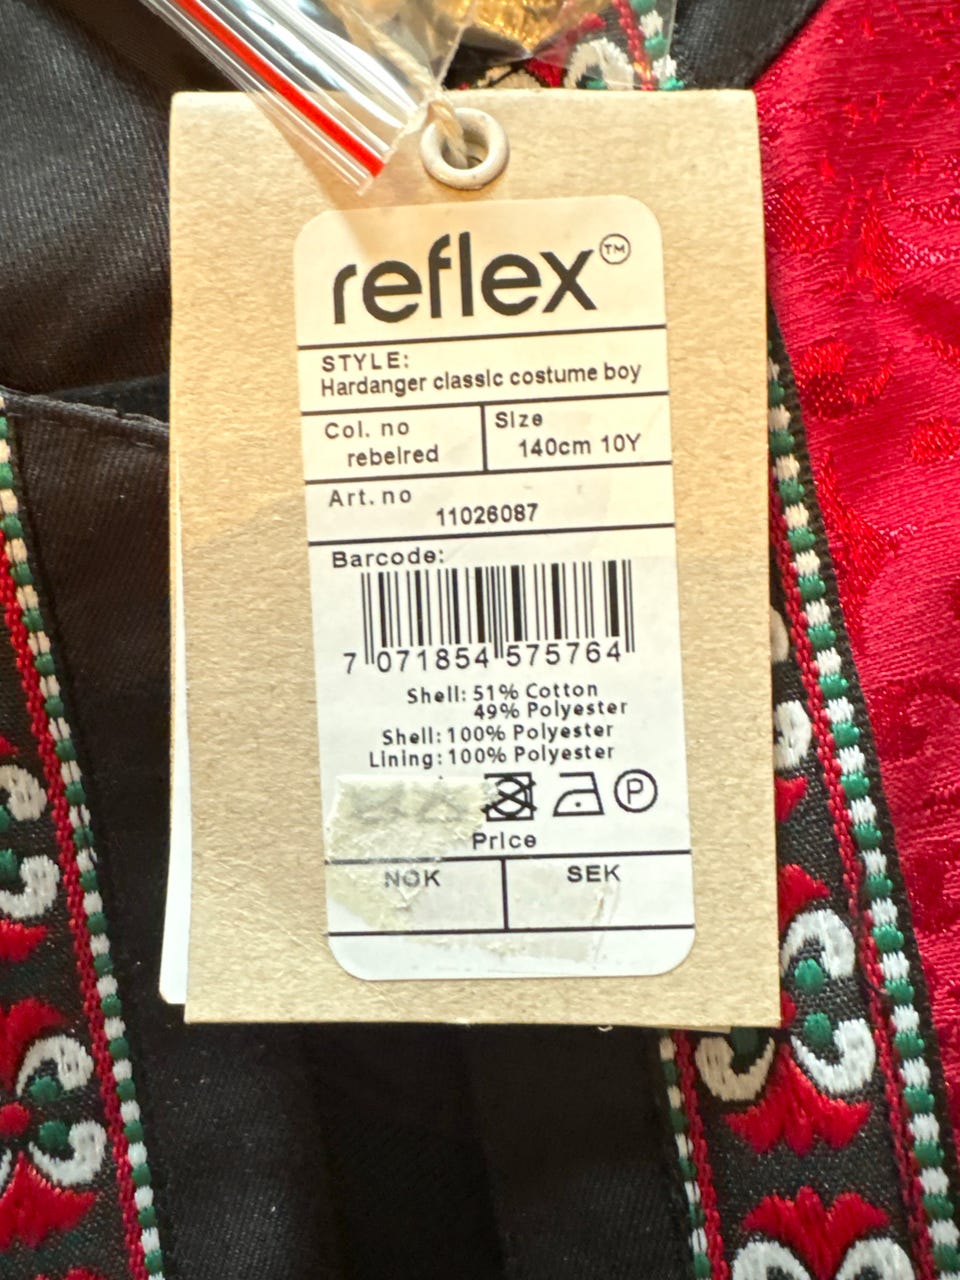 reflex™
STYLE:
Hardanger classic costume boy
Col. no
rebelred
Size
140cm 10Y
Art. no
11026087
Barcode:
7 071854 575764
Shell: 51% Cotton
49% Polyester
Shell: 100% Polyester
Lining: 100% Polyester
P
Price
NOK
SEK